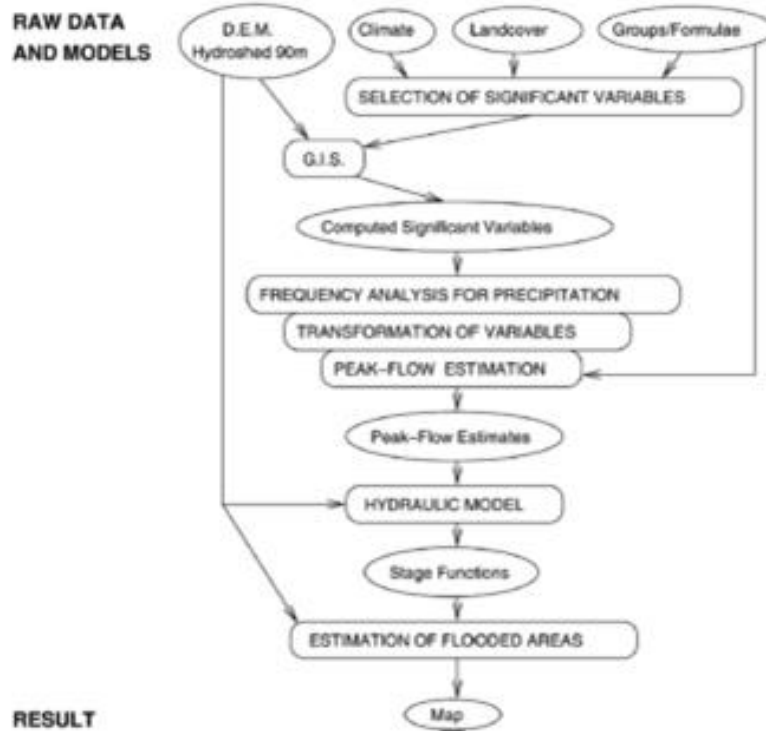 RAW DATA
AND MODELS
D.E.M.
Hydroshed 90m
Climate
Landcover
Groups/Formulae
SELECTION OF SIGNIFICANT VARIABLES
G.I.S.
Computed Significant Variables
FREQUENCY ANALYSIS FOR PRECIPITATION
TRANSFORMATION OF VARIABLES
PEAK-FLOW ESTIMATION
Peak-Flow Estimates
HYDRAULIC MODEL
Stage Functions
ESTIMATION OF FLOODED AREAS
RESULT
Map